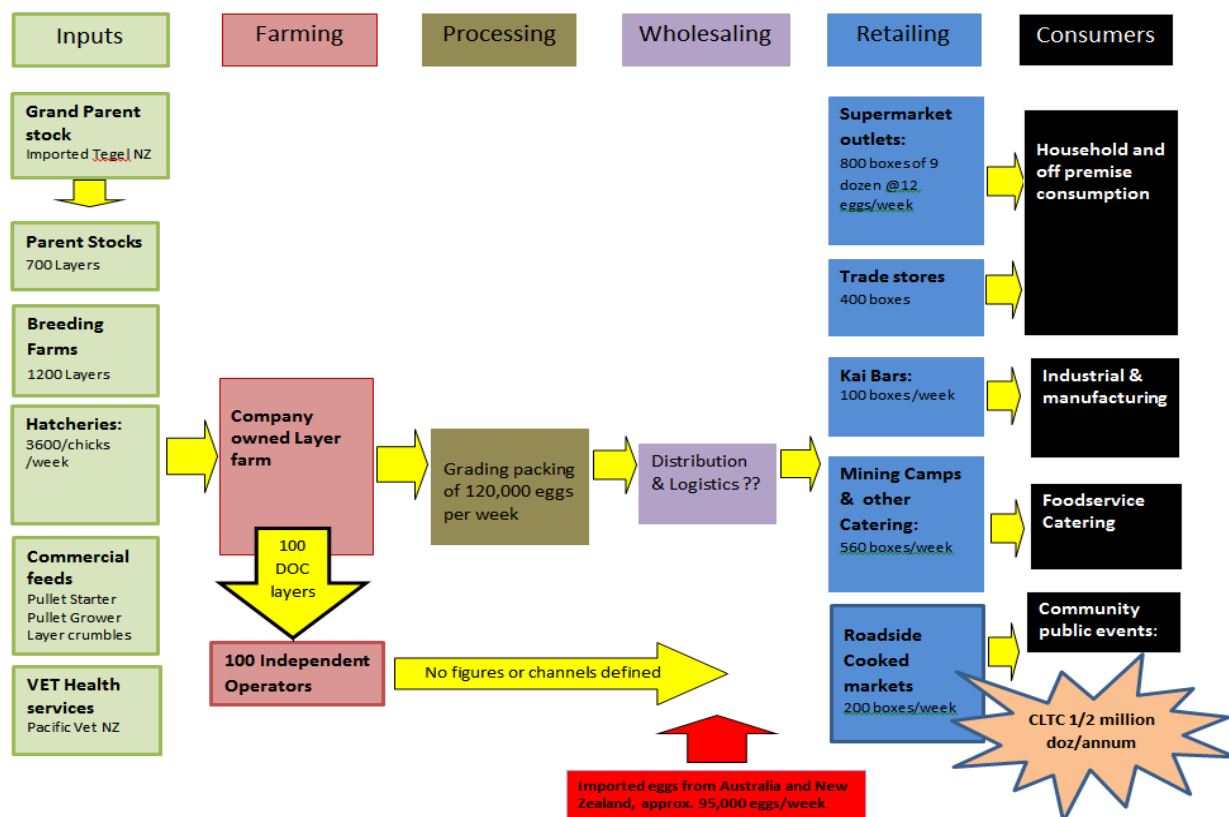 Inputs
Farming
Processing
Wholesaling
Retailing
Consumers
Grand Parent
stock
Imported Tegel NZ
Parent Stocks
700 Layers
Breeding
Farms
1200 Layers
Hatcheries:
3600/chicks
/week
Commercial
feeds
Pullet Starter
Pullet Grower
Layer crumbles
VET Health
services
Pacific Vet NZ
Company
owned Layer
farm
100
DOC
layers
100 Independent
Operators
No figures or channels defined
Grading packing
of 120,000 eggs
per week
Distribution
& Logistics ??
Imported eggs from Australia and New
Zealand, approx. 95,000 eggs/week
Supermarket
outlets:
800 boxes of 9
dozen @12
eggs/week
Trade stores
400 boxes
Kai Bars:
100 boxes/week
Mining Camps
& other
Catering:
560 boxes/week
Roadside
Cooked
markets
200 boxes/week
Household and
off premise
consumption
Industrial &
manufacturing
Foodservice
Catering
Community
public events:
CLTC 1/2 million
doz/annum